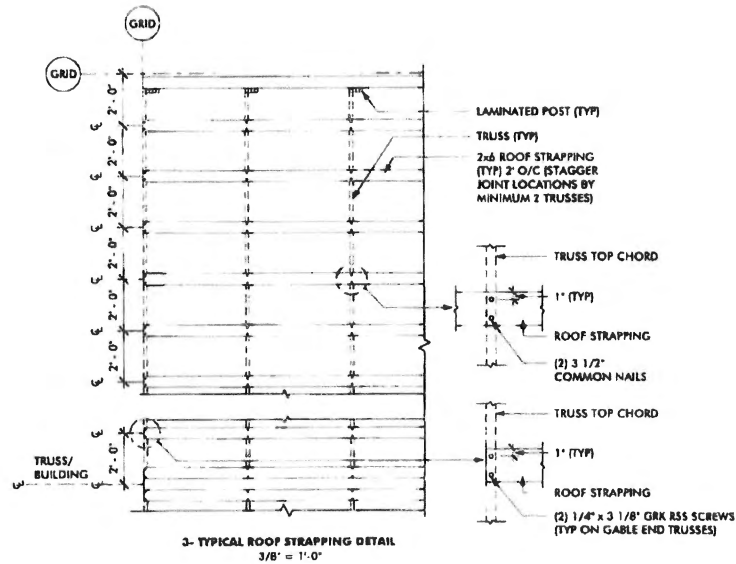 GRID
GRID
2'-0"
2'-0"
2'-0"
2'-0"
2'-0"
2'-0"
LAMINATED POST (TYP)
TRUSS (TYP)
2x6 ROOF STRAPPING
(TYP) 2' O/C (STAGGER
JOINT LOCATIONS BY
MINIMUM 2 TRUSSES)
TRUSS TOP CHORD
1" (TYP)
ROOF STRAPPING
(2) 3 1/2"
COMMON NAILS
2'-0"
TRUSS/
BUILDING
TRUSS TOP CHORD
1" (TYP)
ROOF STRAPPING
(2) 1/4" x 3 1/8" GRK RSS SCREWS
(TYP ON GABLE END TRUSSES)
3- TYPICAL ROOF STRAPPING DETAIL
3/8" = 1'-0"